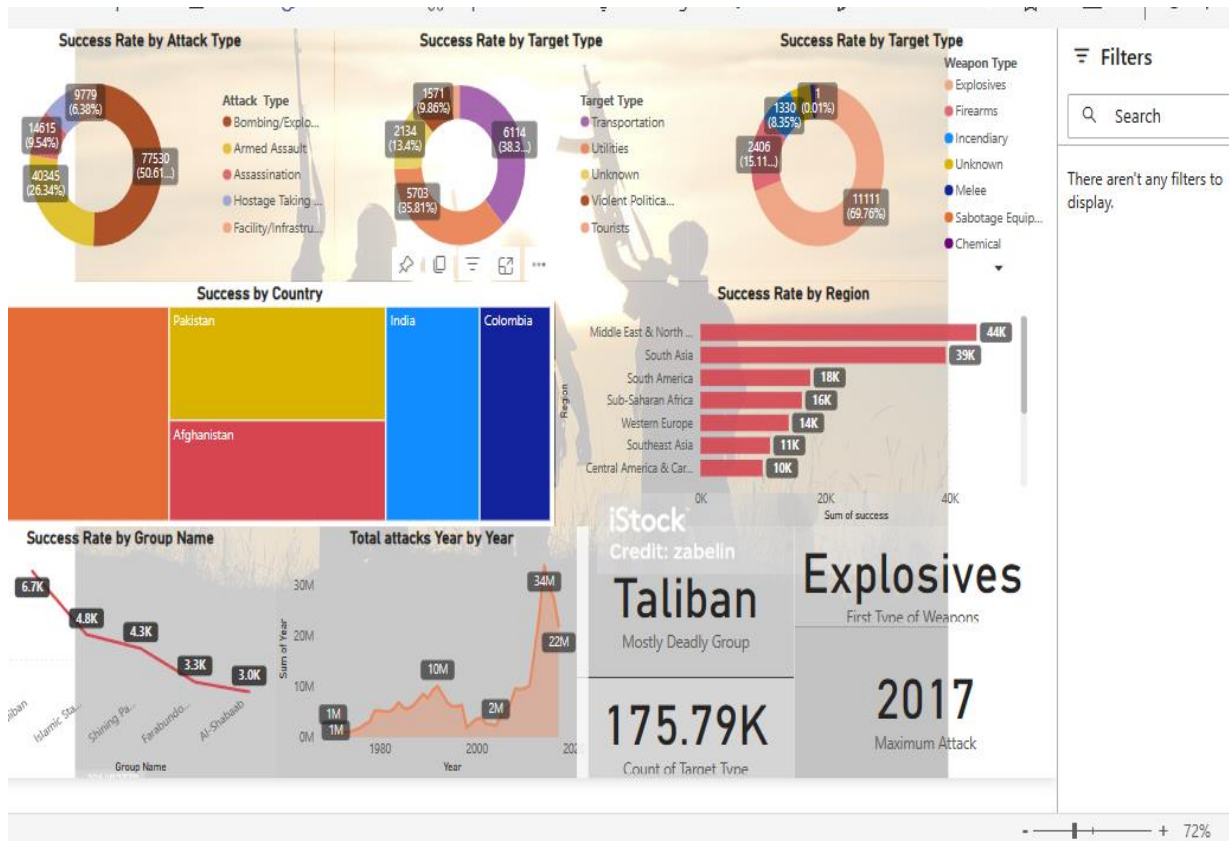 Success Rate by Attack Type
9779
(6.38%)
14615
(9.54%)
40345
(26.34%)
77530
(50.61...)
Attack Type
Bombing/Explo...
Armed Assault
Assassination
Hostage Taking ...
Facility/Infrastru...
Success Rate by Target Type
1571
(9.86%)
2134
(13.4%)
5703
(35.81%)
6114
(38.3...)
Target Type
Transportation
Utilities
Unknown
Violent Politica...
Tourists
Success Rate by Target Type
1
(0.01%)
1330
(8.35%)
2406
(15.11...)
11111
(69.76%)
Weapon Type
Explosives
Firearms
Incendiary
Unknown
Melee
Sabotage Equip...
Chemical
Filters
Search
There aren't any filters to
display.
Success by Country
Pakistan
Afghanistan
India
Colombia
Success Rate by Region
Region
Middle East & North ...
44K
South Asia
39K
South America
18K
Sub-Saharan Africa
16K
Western Europe
14K
Southeast Asia
11K
Central America & Car...
10K
0K
20K
40K
Sum of success
Success Rate by Group Name
6.7K
4.8K
4.3K
3.3K
3.0K
Islamic Sta...
Shining Pa...
Farabundo...
Al-Shabaab
Group Name
Total attacks Year by Year
Sum of Year
30M
20M
10M
0M
1M
1M
10M
2M
34M
22M
1980
2000
Year
iStock
Credit: zabelin
Taliban
Mostly Deadly Group
Explosives
First Type of Weapons
175.79K
Count of Target Type
2017
Maximum Attack
72%